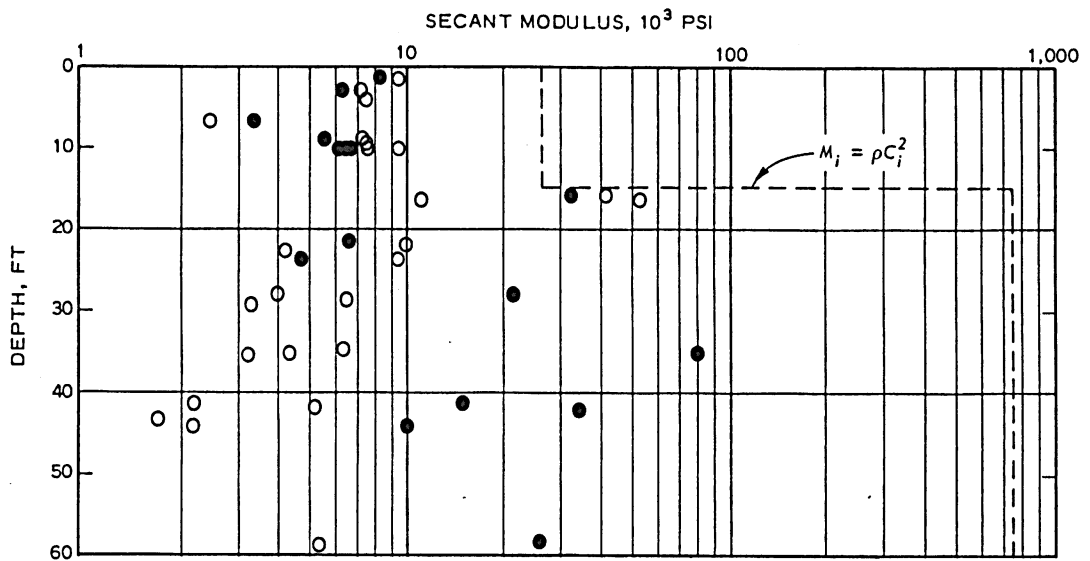 SECANT MODULUS, 10³ PSI
1 10 100 1,000
0
10
20
30
40
50
60
DEPTH, FT
Mᵢ = ρCᵢ²